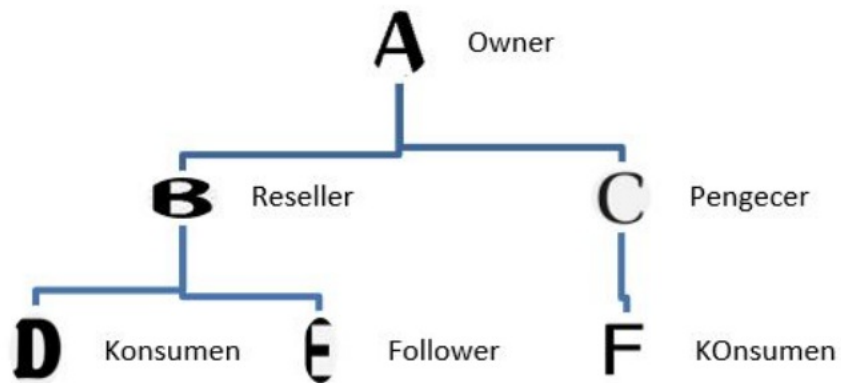 A Owner
B Reseller C Pengecer
D Konsumen E Follower F KOnsumen